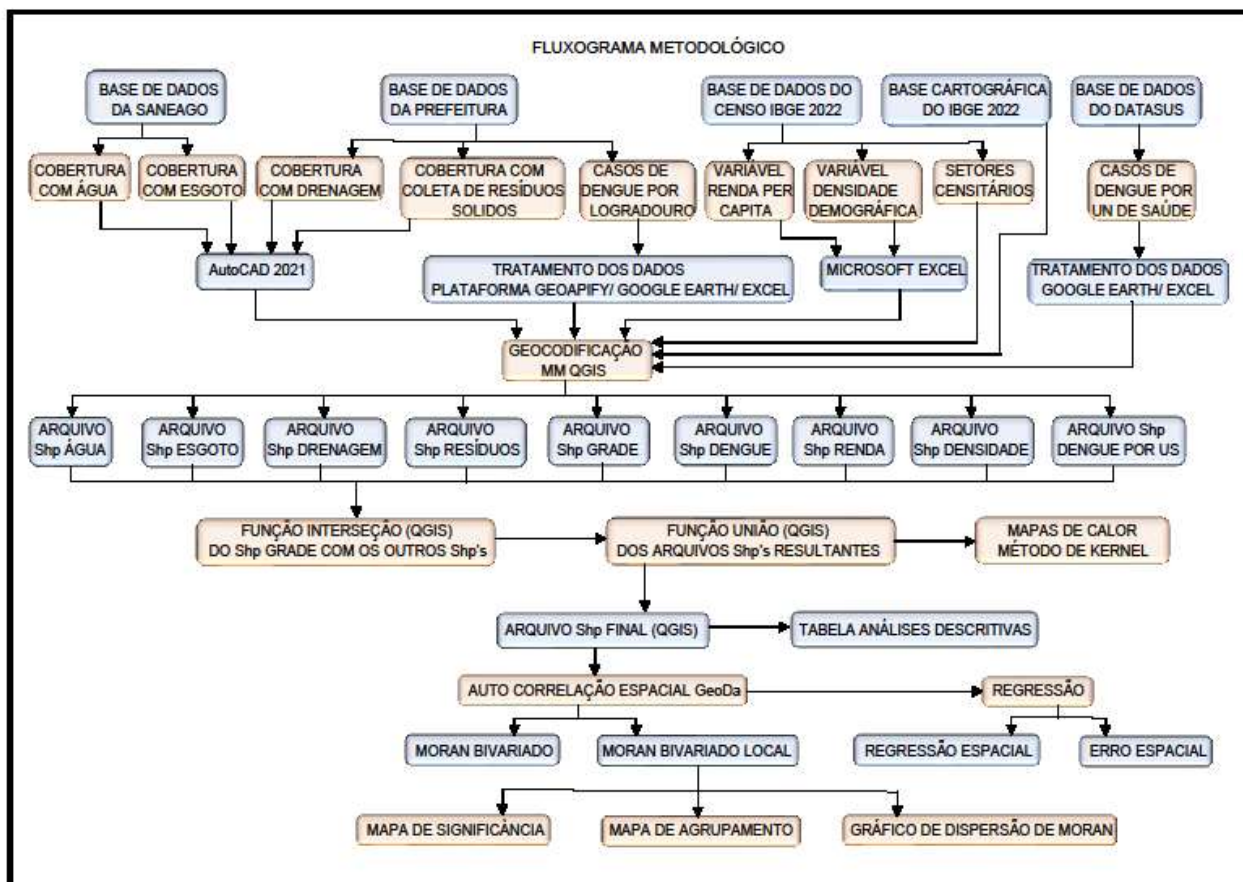 FLUXOGRAMA METODOLÓGICO
BASE DE DADOS
DA SANEAGO
BASE DE DADOS
DA PREFEITURA
BASE DE DADOS DO
CENSO IBGE 2022
BASE CARTOGRÁFICA
DO IBGE 2022
BASE DE DADOS
DO DATASUS
COBERTURA
COM ÁGUA
COBERTURA
COM ESGOTO
COBERTURA
COM DRENAGEM
COBERTURA COM
COLETA DE RESÍDUOS
SOLIDOS
CASOS DE
DENGUE POR
LOGRADOURO
VARIÁVEL
RENDA PER
CAPITA
VARIÁVEL
DENSIDADE
DEMOGRÁFICA
SETORES
CENSITÁRIOS
CASOS DE
DENGUE POR
UN DE SAÚDE
AutoCAD 2021
TRATAMENTO DOS DADOS
PLATAFORMA GEOAPIFY/ GOOGLE EARTH/ EXCEL
MICROSOFT EXCEL
TRATAMENTO DOS DADOS
GOOGLE EARTH/ EXCEL
GEOCODIFICAÇÃO
MM QGIS
ARQUIVO
Shp ÁGUA
ARQUIVO
Shp ESGOTO
ARQUIVO
Shp DRENAGEM
ARQUIVO
Shp RESÍDUOS
ARQUIVO
Shp GRADE
ARQUIVO
Shp DENGUE
ARQUIVO
Shp RENDA
ARQUIVO
Shp DENSIDADE
ARQUIVO Shp
DENGUE POR US
FUNÇÃO INTERSEÇÃO (QGIS)
DO Shp GRADE COM OS OUTROS Shp's
FUNÇÃO UNIÃO (QGIS)
DOS ARQUIVOS Shp's RESULTANTES
MAPAS DE CALOR
MÉTODO DE KERNEL
ARQUIVO Shp FINAL (QGIS)
TABELA ANÁLISES DESCRITIVAS
AUTO CORRELAÇÃO ESPACIAL GeoDa
REGRESSÃO
MORAN BIVARIADO
MORAN BIVARIADO LOCAL
REGRESSÃO ESPACIAL
ERRO ESPACIAL
MAPA DE SIGNIFICÂNCIA
MAPA DE AGRUPAMENTO
GRÁFICO DE DISPERSÃO DE MORAN